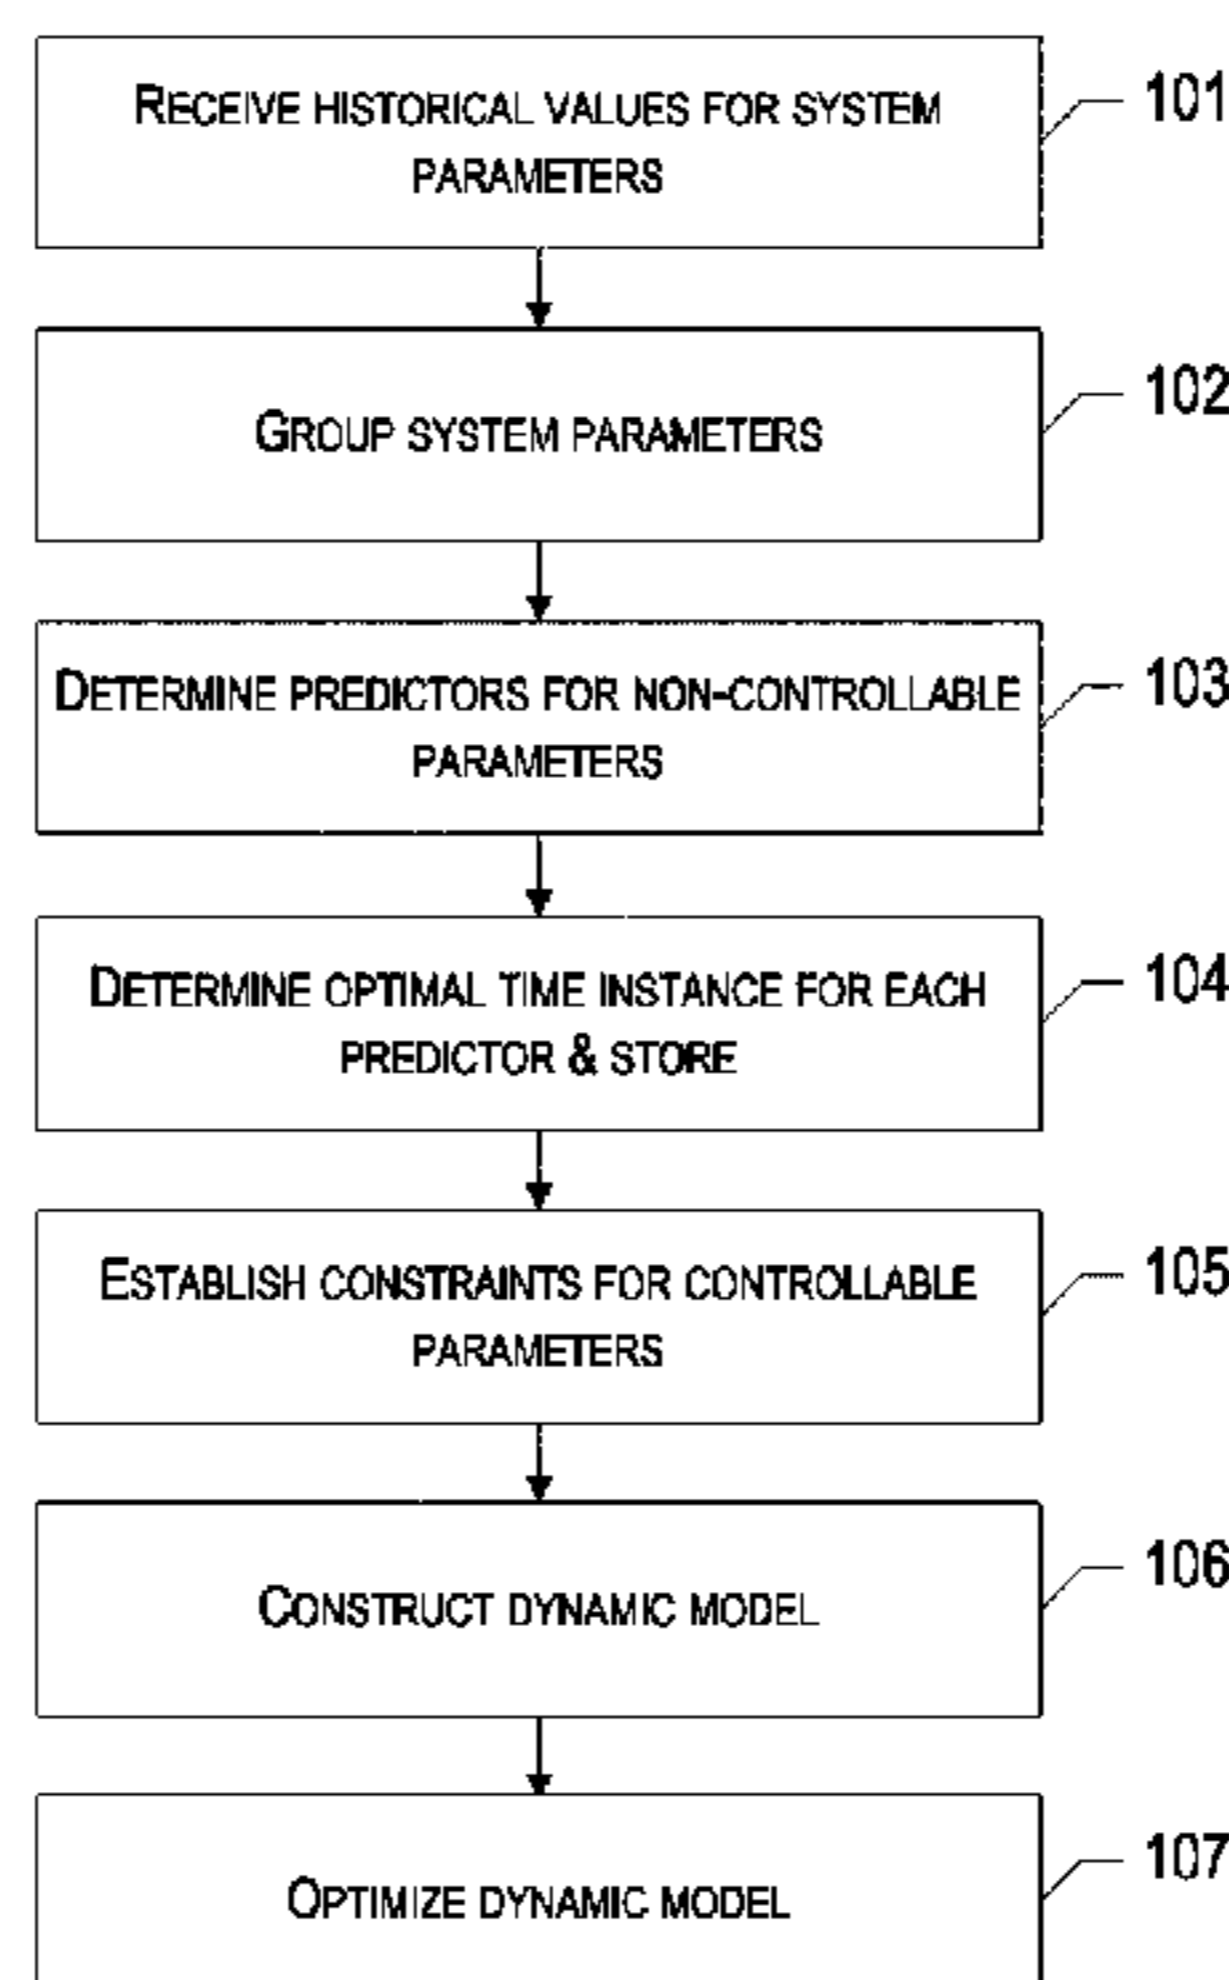 RECEIVE HISTORICAL VALUES FOR SYSTEM
PARAMETERS
101
GROUP SYSTEM PARAMETERS
102
DETERMINE PREDICTORS FOR NON-CONTROLLABLE
PARAMETERS
103
DETERMINE OPTIMAL TIME INSTANCE FOR EACH
PREDICTOR & STORE
104
ESTABLISH CONSTRAINTS FOR CONTROLLABLE
PARAMETERS
105
CONSTRUCT DYNAMIC MODEL
106
OPTIMIZE DYNAMIC MODEL
107